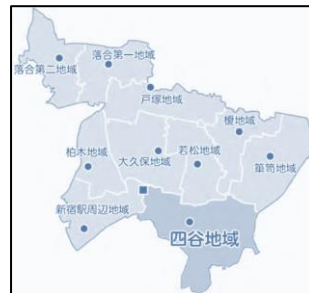 落合第一地域
落合第二地域
戸塚地域
榎地域
柏木地域
大久保地域
若松地域
箪笥地域
新宿駅周辺地域
四谷地域